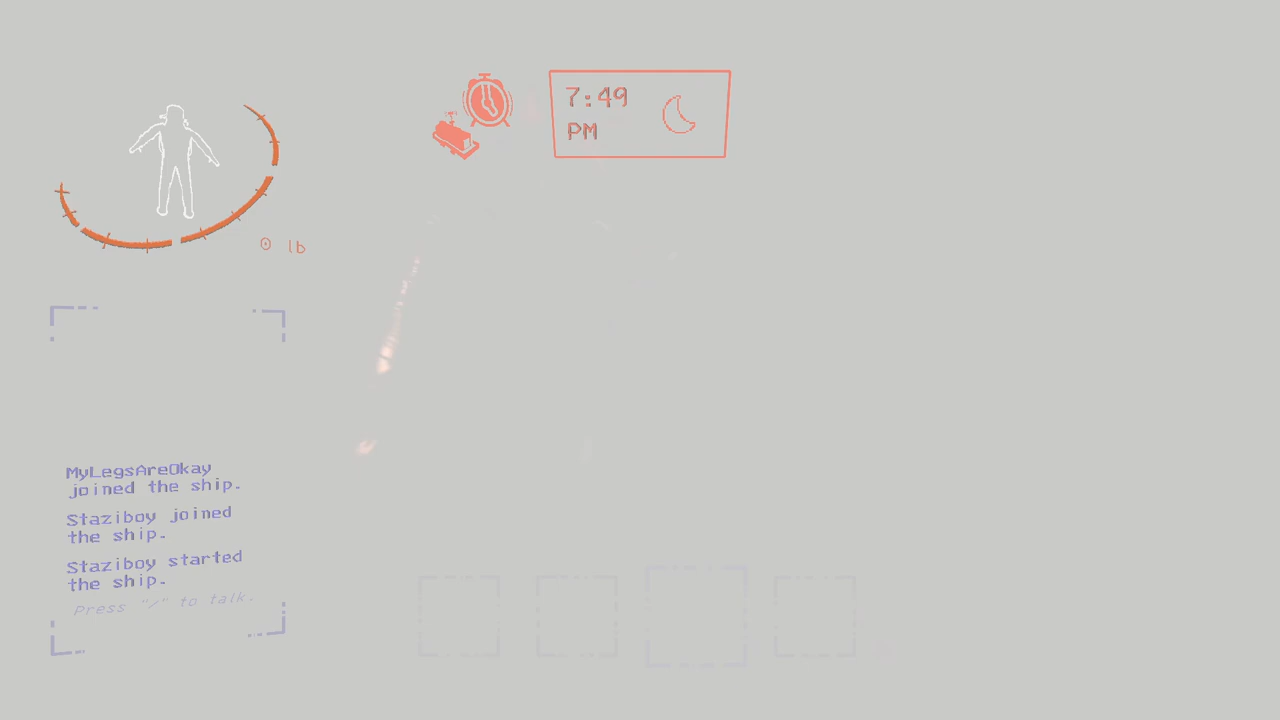 7:49
PM
0 lb
MyLegsAreOkay
joined the ship.
Staziboy joined
the ship.
Staziboy started
the ship.
Press "/" to talk.